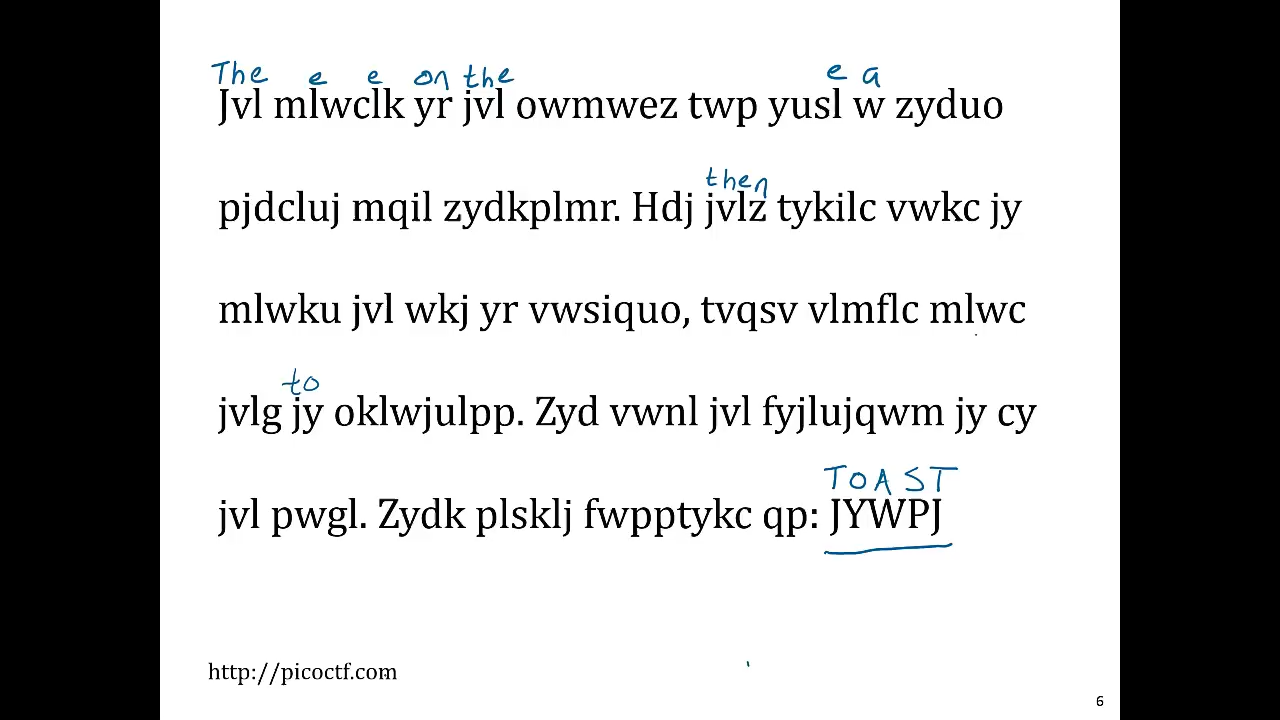 The e e on the e a
Jvl mlwclk yr jvl owmwez twp yusl w zyduo
then
pjdcluj mqil zydkplmr. Hdj jvlz tykilc vwkc jy
mlwku jvl wkj yr vwsiquo, tvqsv vlmflc mlwc
to
jvlg jy oklwjulpp. Zyd vwnl jvl fyjlujqwm jy cy
TOAST
jvl pwgl. Zydk plsklj fwpptykc qp: JYWPJ
http://picoctf.com
6